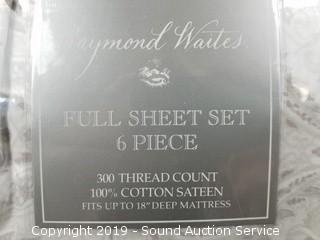 Raymond Waites
FULL SHEET SET
6 PIECE
300 THREAD COUNT
100% COTTON SATEEN
FITS UP TO 18" DEEP MATTRESS
Copyright 2019 - Sound Auction Service